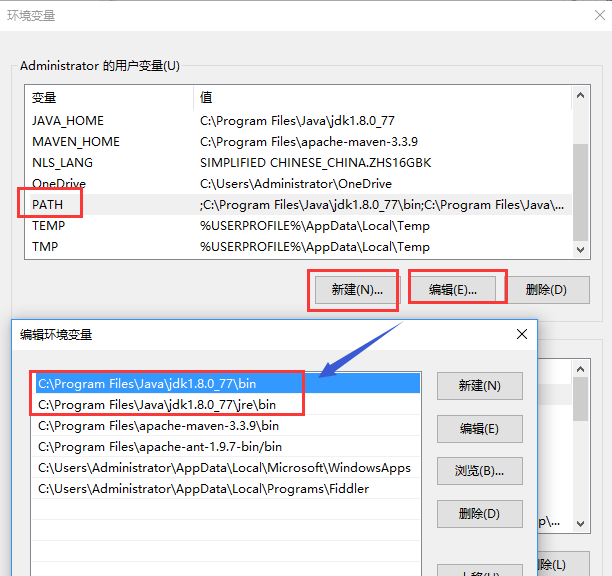 环境变量
Administrator 的用户变量(U)
变量 值
JAVA_HOME C:\Program Files\Java\jdk1.8.0_77
MAVEN_HOME C:\Program Files\apache-maven-3.3.9
NLS_LANG SIMPLIFIED CHINESE_CHINA.ZHS16GBK
OneDrive C:\Users\Administrator\OneDrive
PATH ;C:\Program Files\Java\jdk1.8.0_77\bin;C:\Program Files\Java\...
TEMP %USERPROFILE%\AppData\Local\Temp
TMP %USERPROFILE%\AppData\Local\Temp
新建(N)... 编辑(E)... 删除(D)
编辑环境变量
C:\Program Files\Java\jdk1.8.0_77\bin 新建(N)
C:\Program Files\Java\jdk1.8.0_77\jre\bin
C:\Program Files\apache-maven-3.3.9\bin 编辑(E)
C:\Program Files\apache-ant-1.9.7-bin/bin
C:\Users\Administrator\AppData\Local\Microsoft\WindowsApps 浏览(B)...
C:\Users\Administrator\AppData\Local\Programs\Fiddler
删除(D)
p\...
除(L)